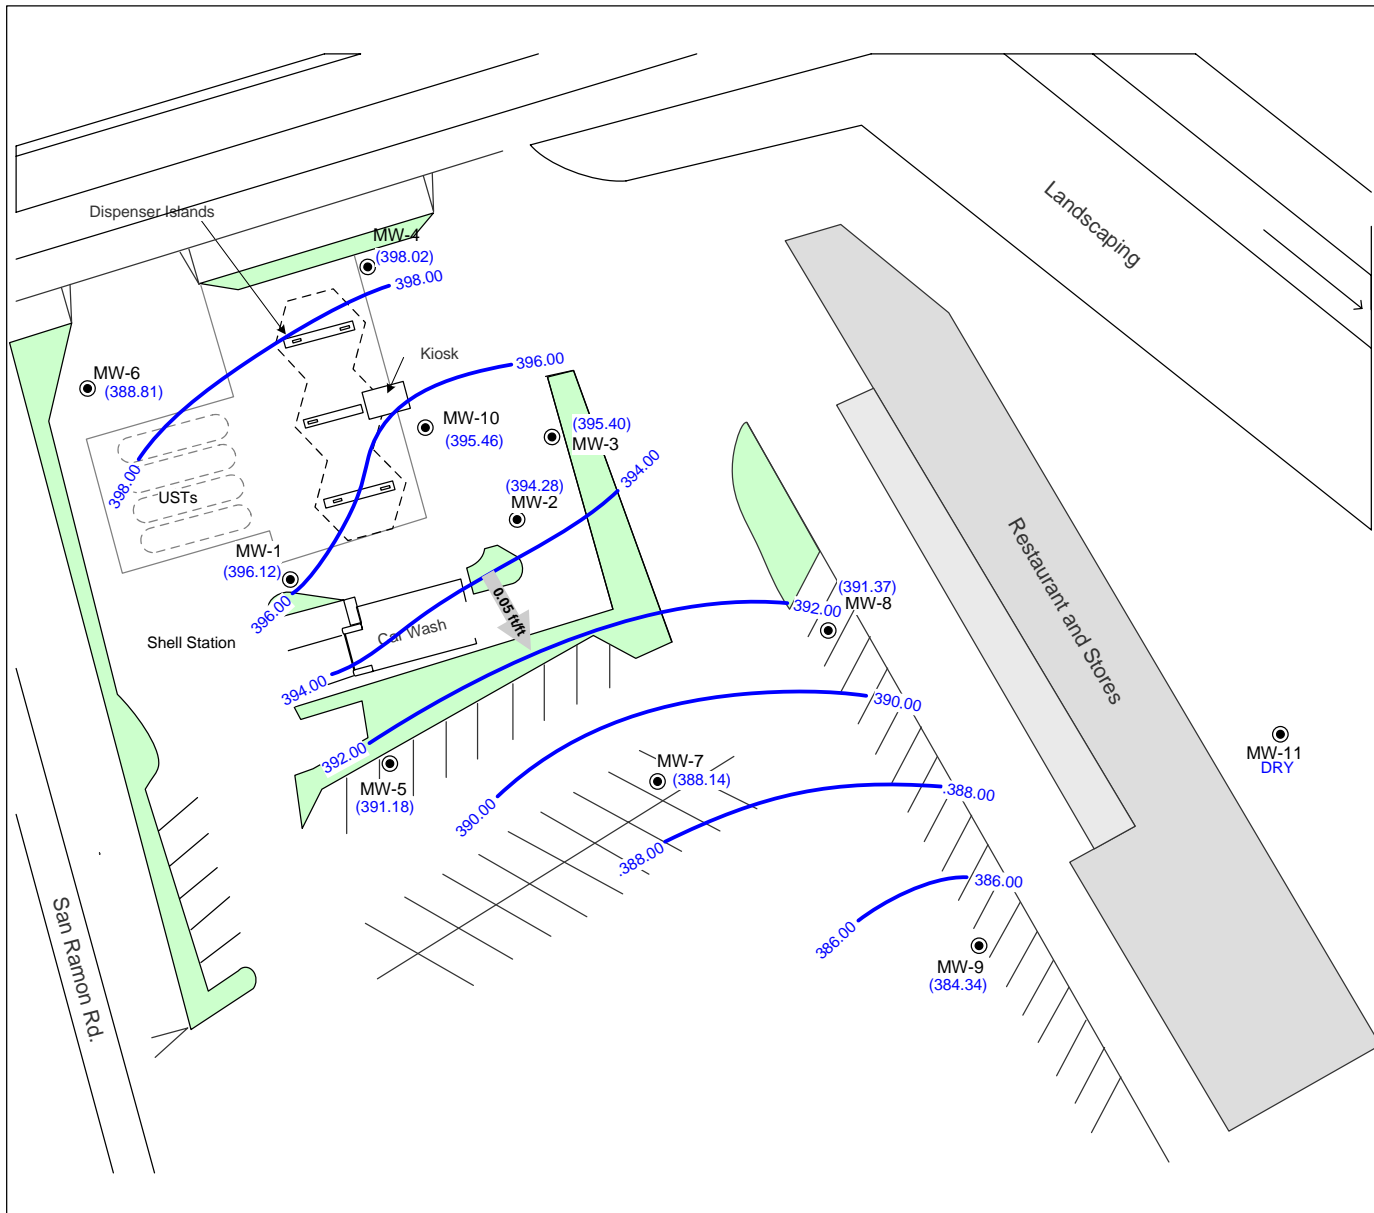 Landscaping
Dispenser Islands
MW-4
(398.02)
398.00
Kiosk
396.00
MW-6
(388.81)
MW-10
(395.46)
(395.40)
MW-3
394.00
398.00
USTs
(394.28)
MW-2
MW-1
(396.12)
396.00
0.05 ft/ft
(391.37)
392.00
MW-8
Restaurant and Stores
Shell Station
Car Wash
394.00
390.00
392.00
MW-5
(391.18)
MW-7
(388.14)
MW-11
DRY
390.00
.388.00
.388.00
386.00
386.00
MW-9
(384.34)
San Ramon Rd.